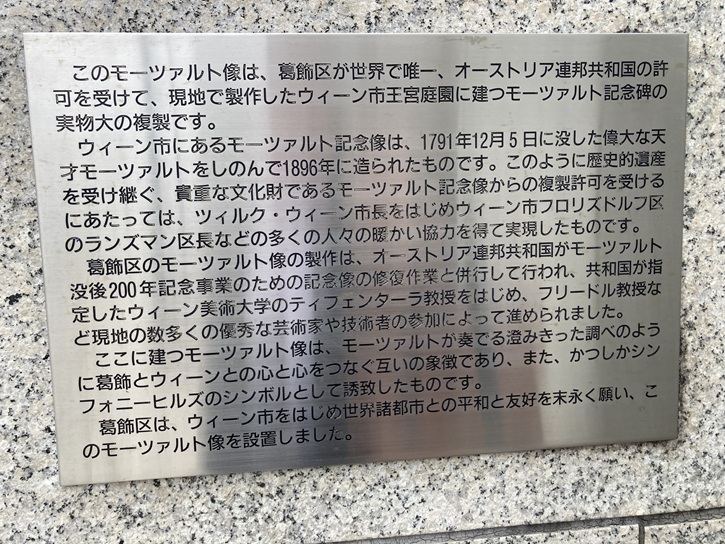 このモーツァルト像は、葛飾区が世界で唯一、オーストリア連邦共和国の許
可を受けて、現地で製作したウィーン市王宮庭園に建つモーツァルト記念碑の
実物大の複製です。
ウィーン市にあるモーツァルト記念像は、1791年12月5日に没した偉大な天
才モーツァルトをしのんで1896年に造られたものです。このように歴史的遺産
を受け継ぐ、貴重な文化財であるモーツァルト記念像からの複製許可を受ける
にあたっては、ツィルク・ウィーン市長をはじめウィーン市フロリズドルフ区
のランズマン区長などの多くの人々の暖かい協力を得て実現したものです。
葛飾区のモーツァルト像の製作は、オーストリア連邦共和国がモーツァルト
没後200年記念事業のための記念像の修復作業と併行して行われ、共和国が指
定したウィーン美術大学のティフェンターラ教授をはじめ、フリードル教授な
ど現地の数多くの優秀な芸術家や技術者の参加によって進められました。
ここに建つモーツァルト像は、モーツァルトが奏でる澄みきった調べのよう
に葛飾とウィーンとの心と心をつなぐ互いの象徴であり、また、かつしかシン
フォニーヒルズのシンボルとして誘致したものです。
葛飾区は、ウィーン市をはじめ世界諸都市との平和と友好を末永く願い、こ
のモーツァルト像を設置しました。